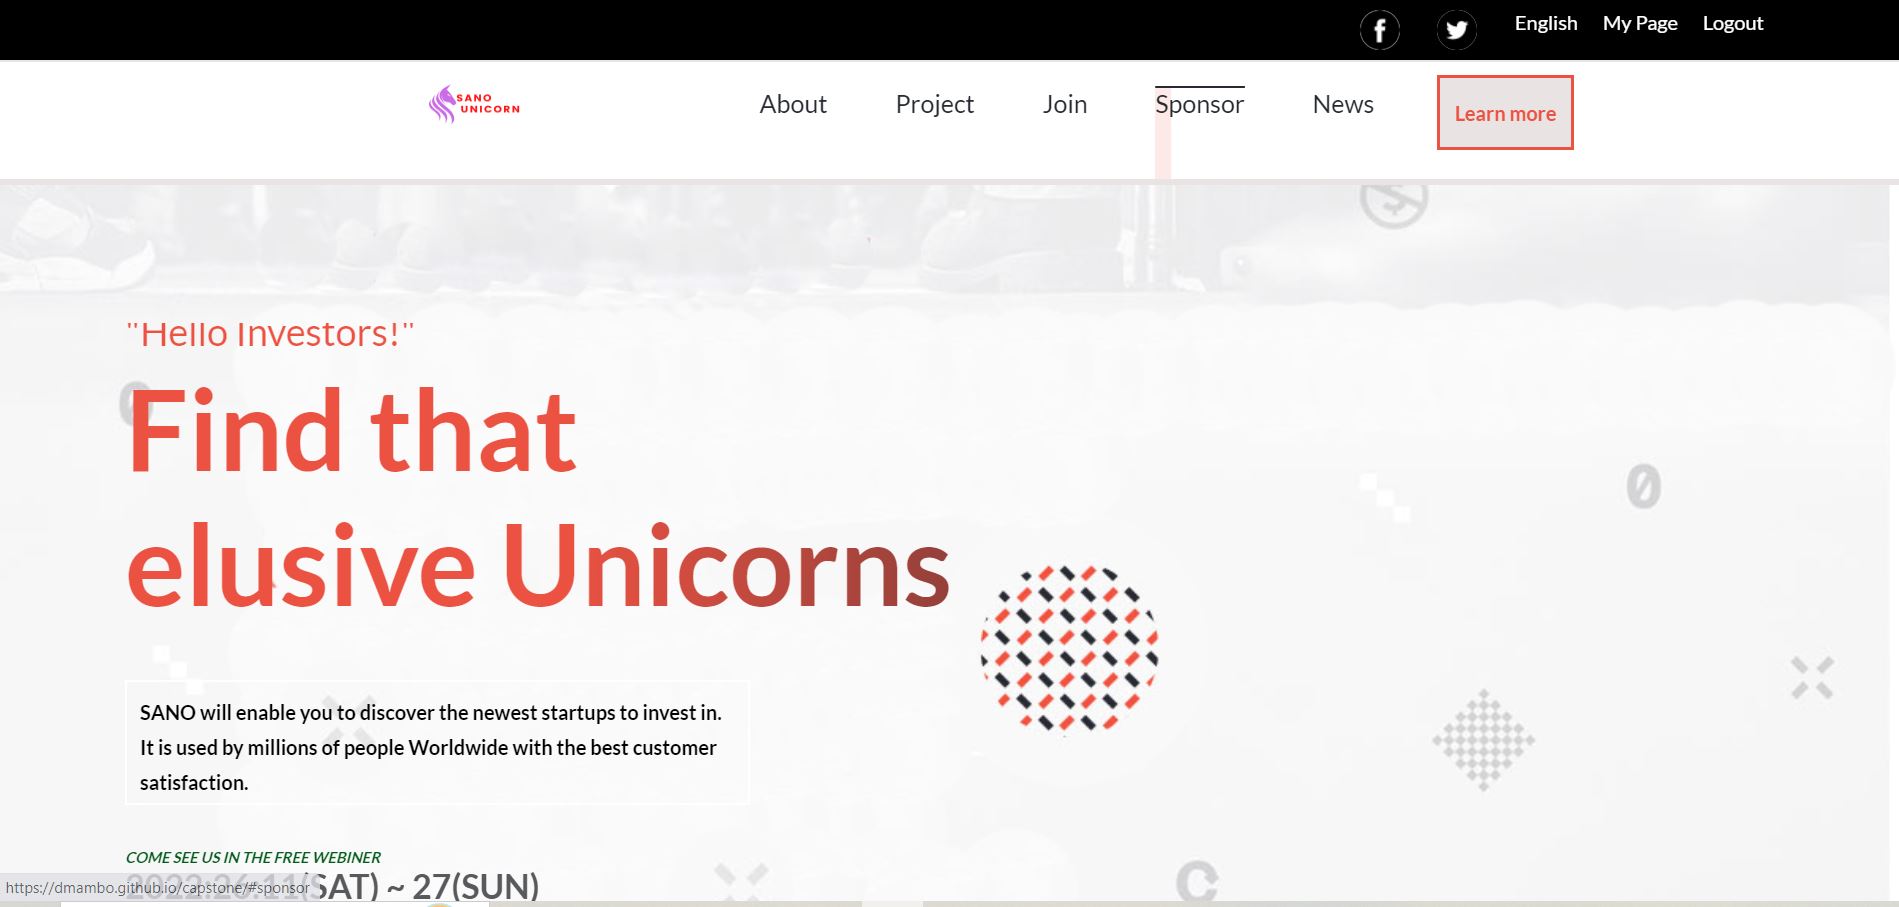 English My Page Logout
SANO
UNICORN
About Project Join Sponsor News Learn more
"Hello Investors!"
Find that
elusive Unicorns
SANO will enable you to discover the newest startups to invest in.
It is used by millions of people Worldwide with the best customer
satisfaction.
COME SEE US IN THE FREE WEBINER
2022.26.11(SAT) ~ 27(SUN)
https://dmambo.github.io/capstone/#sponsor